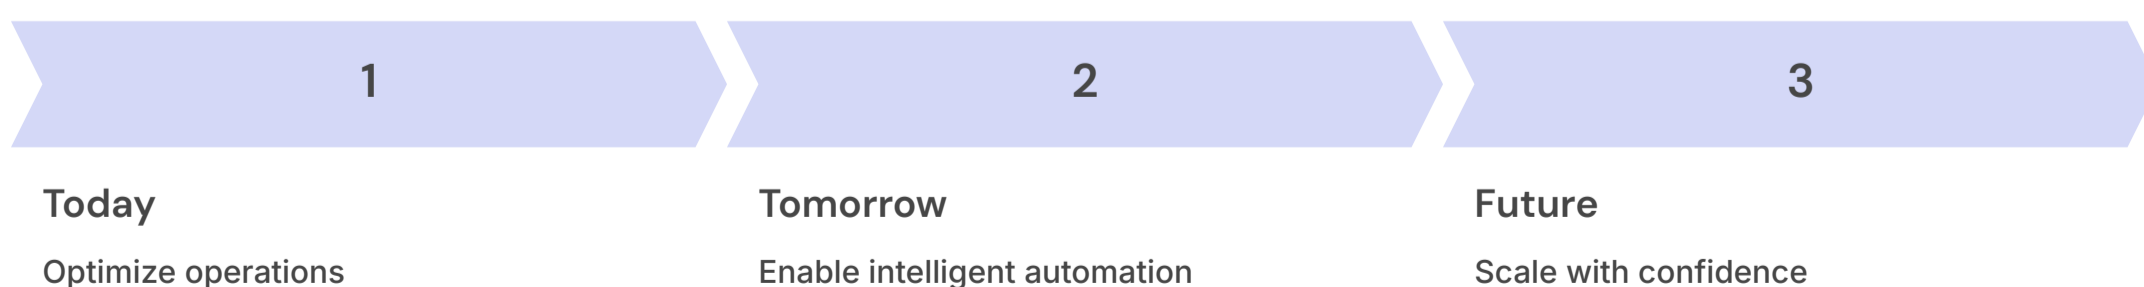 1
2
3
Today
Optimize operations
Tomorrow
Enable intelligent automation
Future
Scale with confidence